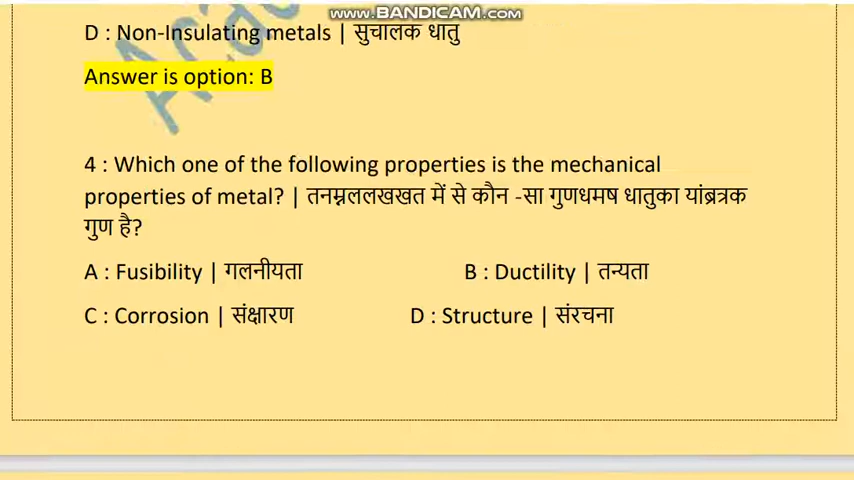 www.BANDICAM.com
D : Non-Insulating metals | सुचालक धातु
Answer is option: B
4 : Which one of the following properties is the mechanical
properties of metal? | तनम्नललखखत में से कौन -सा गुणधमष धातुका यांब्रत्रक
गुण है?
A : Fusibility | गलनीयता
B : Ductility | तन्यता
C : Corrosion | संक्षारण
D : Structure | संरचना